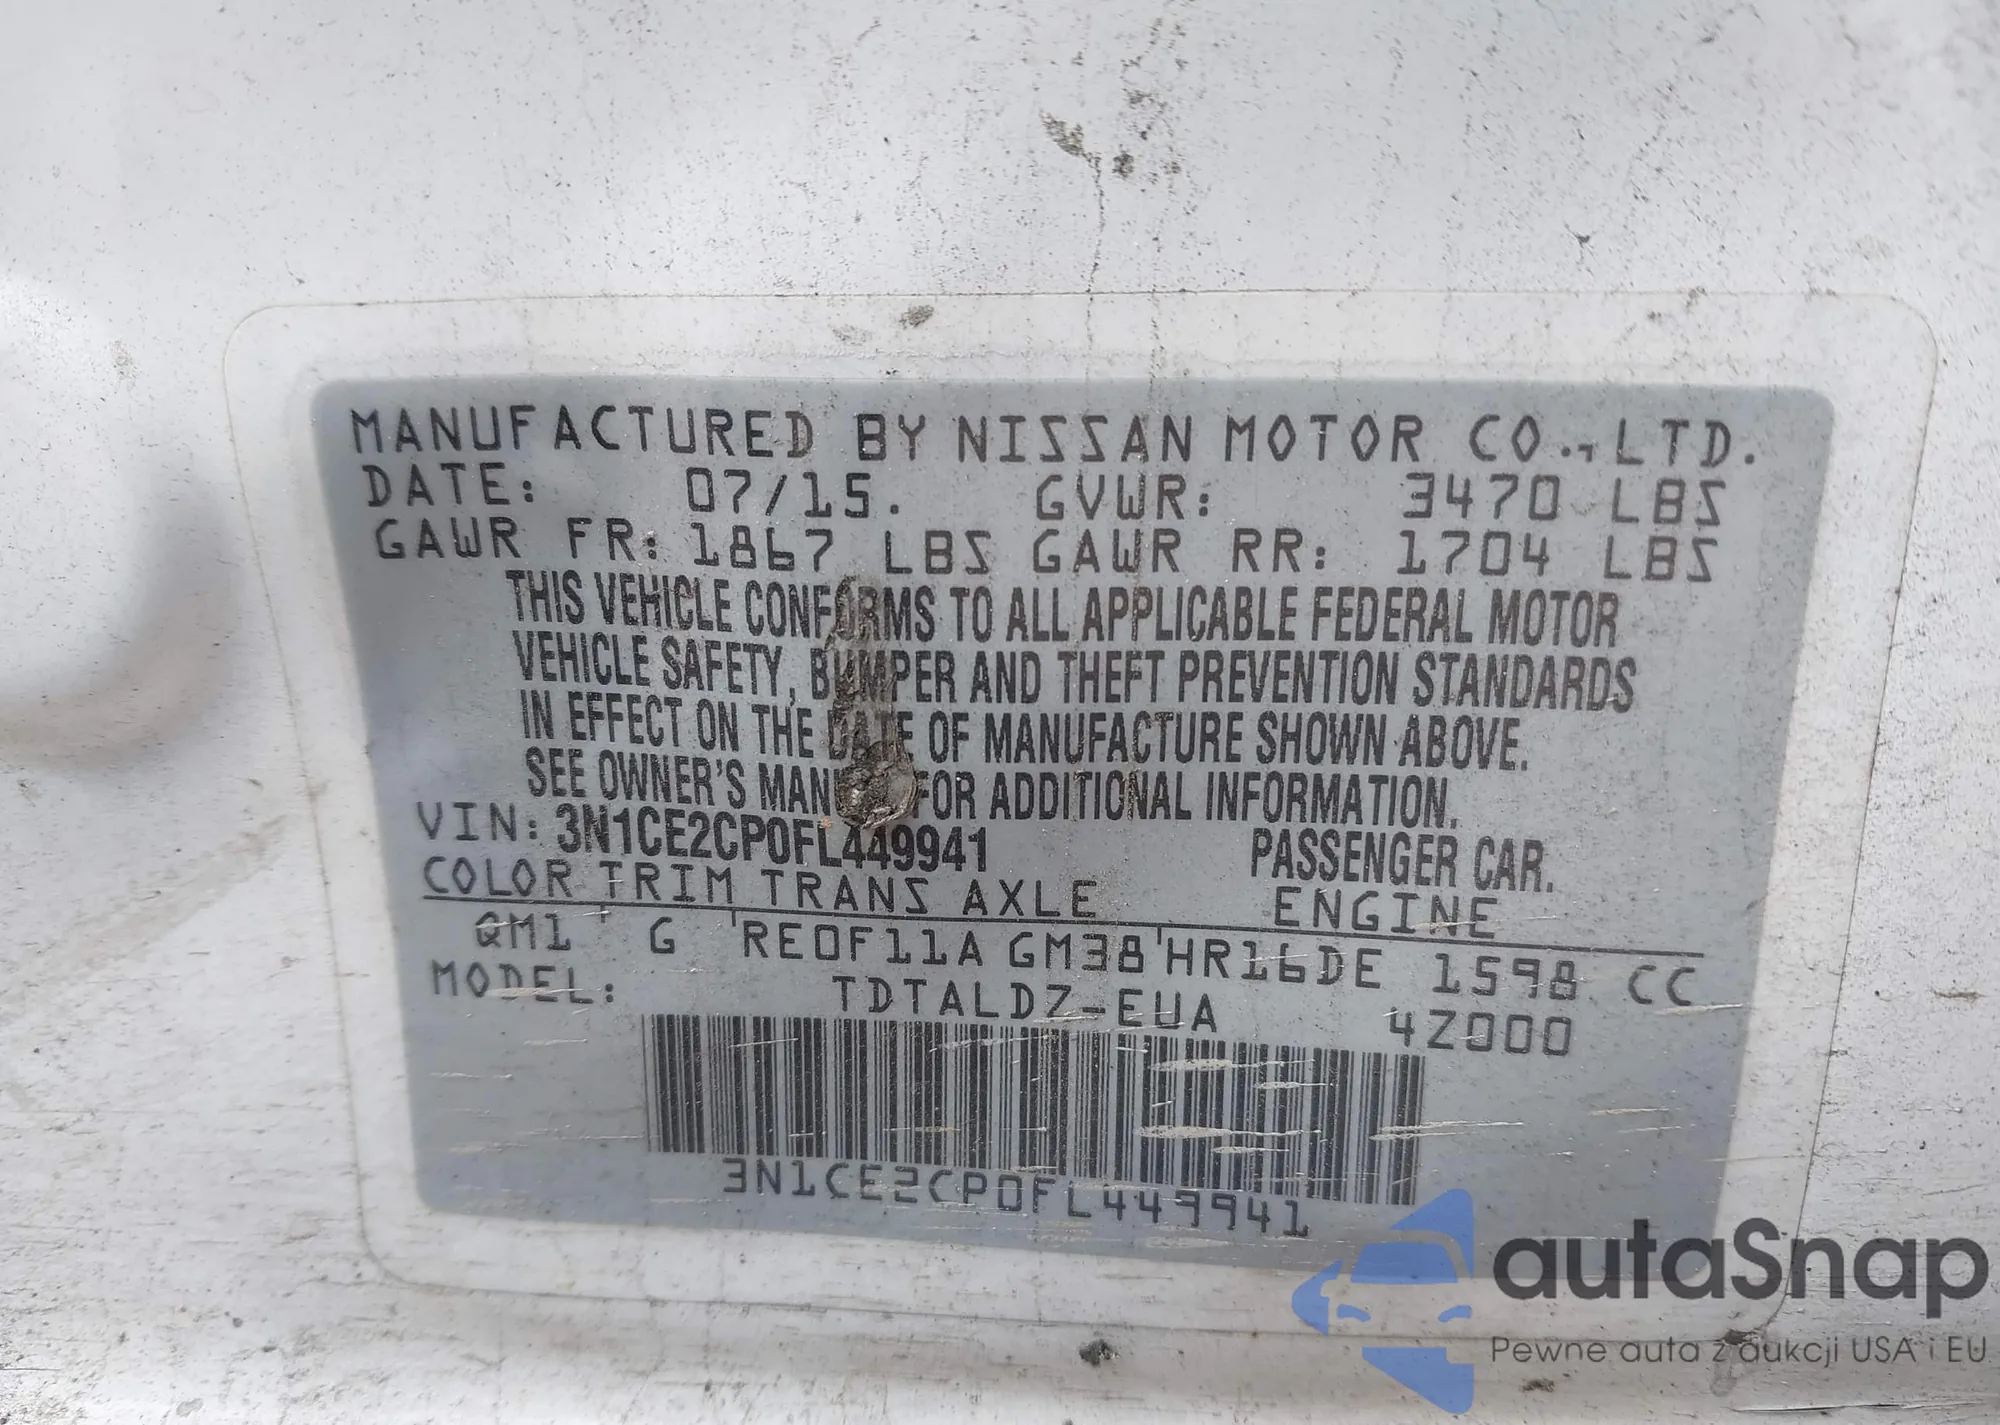 MANUFACTURED BY NISSAN MOTOR CO., LTD.
DATE: 07/15. GVWR: 3470 LBS
GAWR FR: 1867 LBS GAWR RR: 1704 LBS
THIS VEHICLE CONFORMS TO ALL APPLICABLE FEDERAL MOTOR
VEHICLE SAFETY, BUMPER AND THEFT PREVENTION STANDARDS
IN EFFECT ON THE DATE OF MANUFACTURE SHOWN ABOVE.
SEE OWNER'S MANUAL FOR ADDITIONAL INFORMATION.
VIN: 3N1CE2CP0FL449941 PASSENGER CAR.
COLOR TRIM TRANS AXLE ENGINE
QM1 G RE0F11A GM38 HR16DE 1598 CC
MODEL: TDTALDZ-EUA 4Z000
3N1CE2CP0FL449941
autaSnap
Pewne auta z aukcji USA i EU